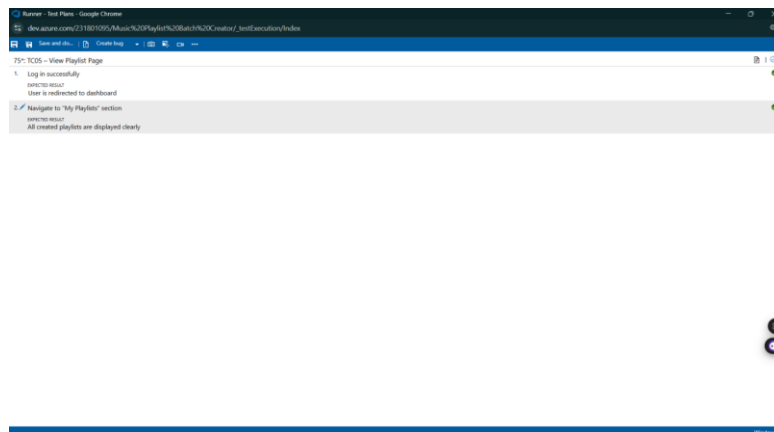 Runner - Test Plans - Google Chrome
dev.azure.com/231801095/Music%20Playlist%20Batch%20Creator/_testExecution/Index
Save and clo... Create bug
75*: TC05 – View Playlist Page
1. Log in successfully
EXPECTED RESULT
User is redirected to dashboard
2. Navigate to "My Playlists" section
EXPECTED RESULT
All created playlists are displayed clearly